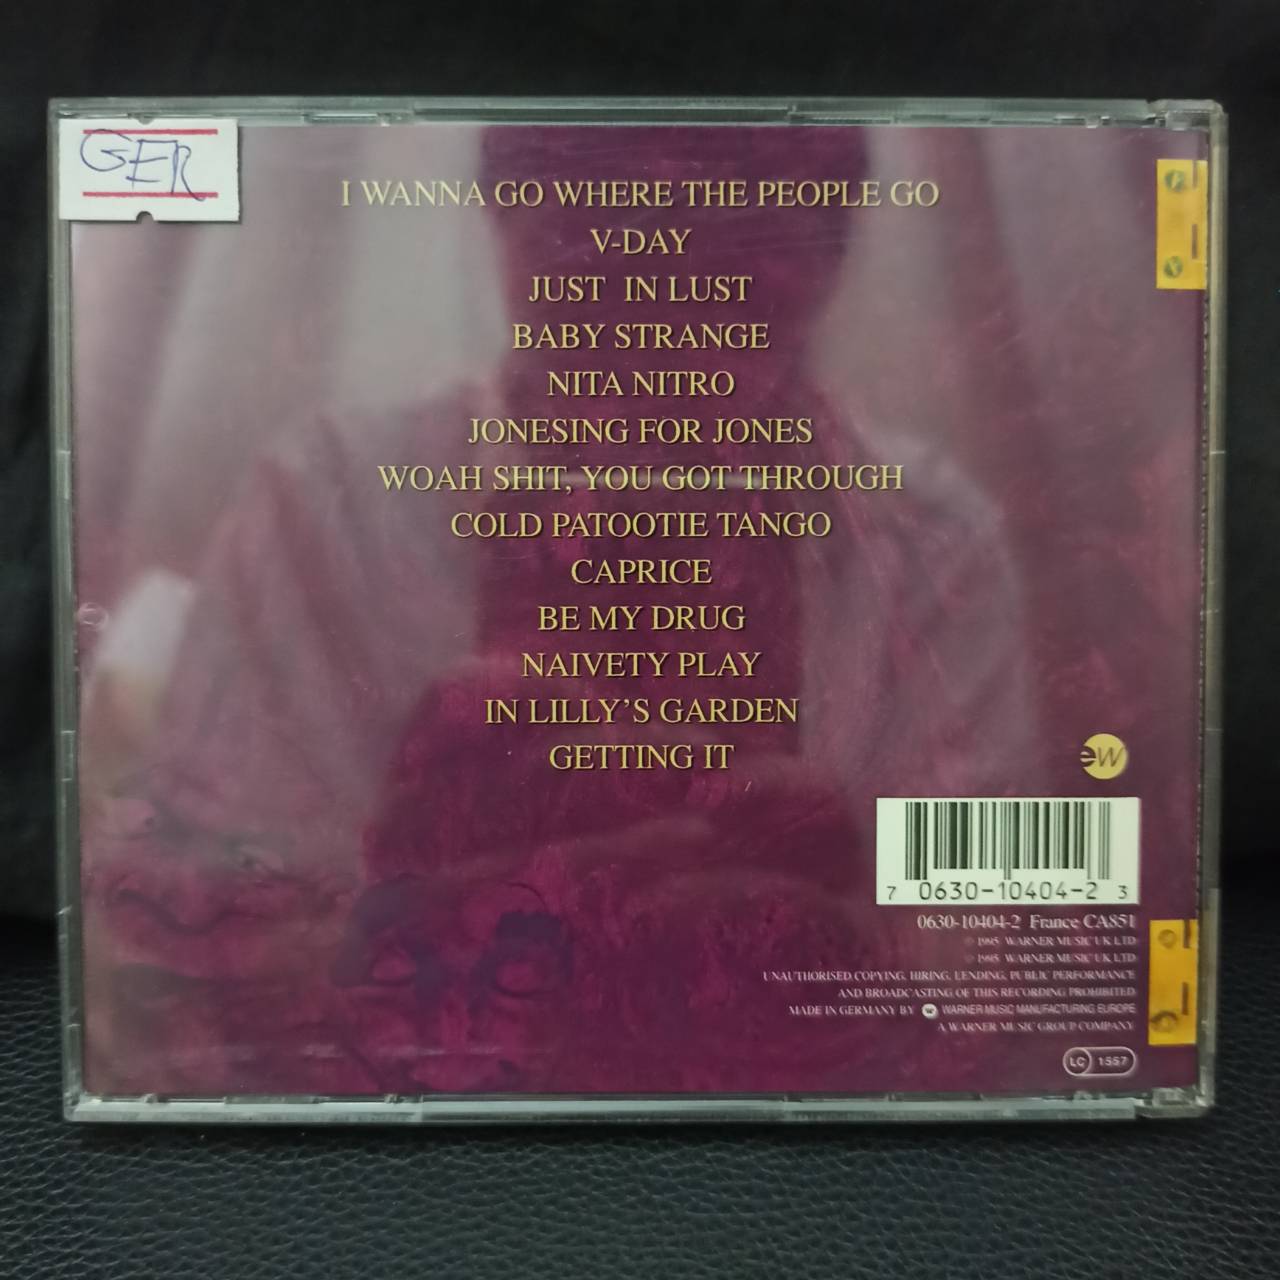 GER
I WANNA GO WHERE THE PEOPLE GO
V-DAY
JUST IN LUST
BABY STRANGE
NITA NITRO
JONESING FOR JONES
WOAH SHIT, YOU GOT THROUGH
COLD PATOOTIE TANGO
CAPRICE
BE MY DRUG
NAIVETY PLAY
IN LILLY'S GARDEN
GETTING IT
eW
7 0630-10404-2 3
0630-10404-2 France CA851
℗ 1995 WARNER MUSIC UK LTD
© 1995 WARNER MUSIC UK LTD
UNAUTHORISED COPYING, HIRING, LENDING, PUBLIC PERFORMANCE
AND BROADCASTING OF THIS RECORDING PROHIBITED
MADE IN GERMANY BY WARNER MUSIC MANUFACTURING EUROPE
A WARNER MUSIC GROUP COMPANY
LC 1557